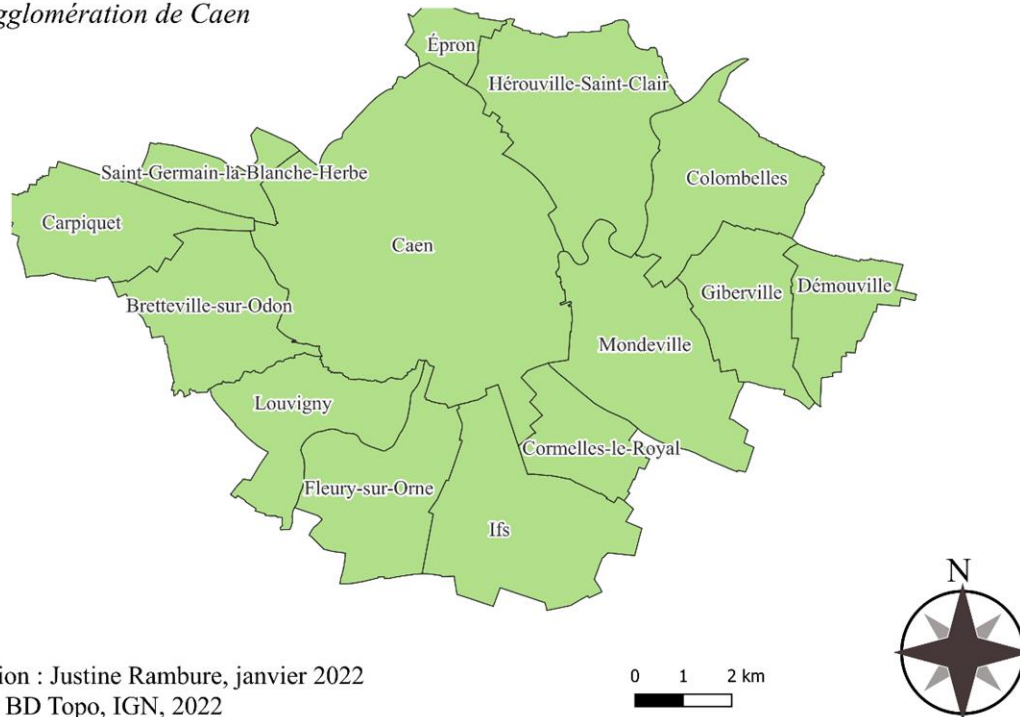 gglomération de Caen
Épron
Hérouville-Saint-Clair
Saint-Germain-la-Blanche-Herbe
Colombelles
Carpiquet
Caen
Démouville
Giberville
Bretteville-sur-Odon
Mondeville
Louvigny
Cormelles-le-Royal
Fleury-sur-Orne
Ifs
N
ion : Justine Rambure, janvier 2022
0 1 2 km
BD Topo, IGN, 2022